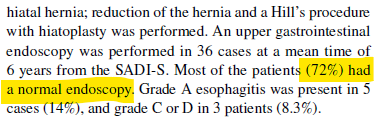 hiatal hernia; reduction of the hernia and a Hill's procedure
with hiatoplasty was performed. An upper gastrointestinal
endoscopy was performed in 36 cases at a mean time of
6 years from the SADI-S. Most of the patients (72%) had
a normal endoscopy. Grade A esophagitis was present in 5
cases (14%), and grade C or D in 3 patients (8.3%).